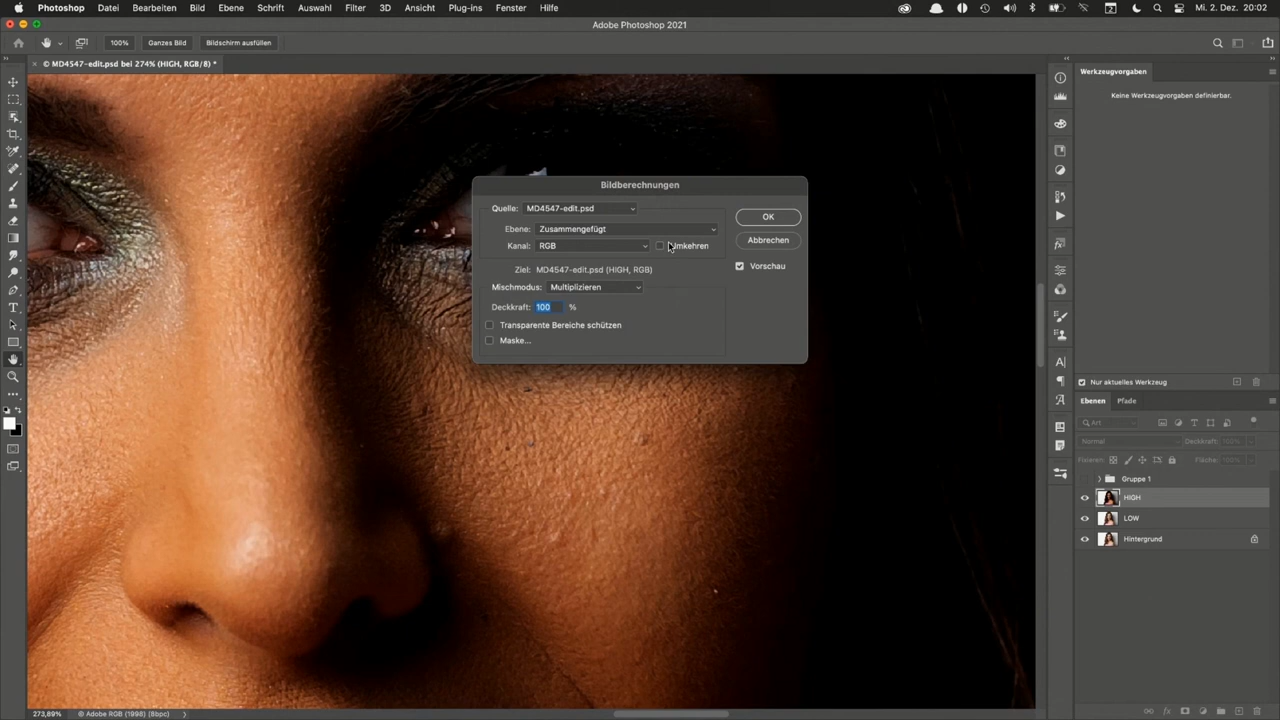 Photoshop Datei Bearbeiten Bild Ebene Schrift Auswahl Filter 3D Ansicht Plug-ins Fenster Hilfe 2 Mi. 2. Dez. 20:02
Adobe Photoshop 2021
100% Ganzes Bild Bildschirm ausfüllen
© MD4547-edit.psd bei 274% (HIGH, RGB/8) *
Werkzeugvorgaben
Keine Werkzeugvorgaben definierbar.
Bildberechnungen
Quelle: MD4547-edit.psd
OK
Ebene: Zusammengefügt
Abbrechen
Kanal: RGB Umkehren
Vorschau
Ziel: MD4547-edit.psd (HIGH, RGB)
Mischmodus: Multiplizieren
Deckkraft: 100 %
Transparente Bereiche schützen
Maske...
Nur aktuelles Werkzeug
Ebenen Pfade
Art
Normal Deckkraft: 100%
Fixieren: Fläche: 100%
Gruppe 1
HIGH
LOW
Hintergrund
273,89% © Adobe RGB (1998) (8bpc)